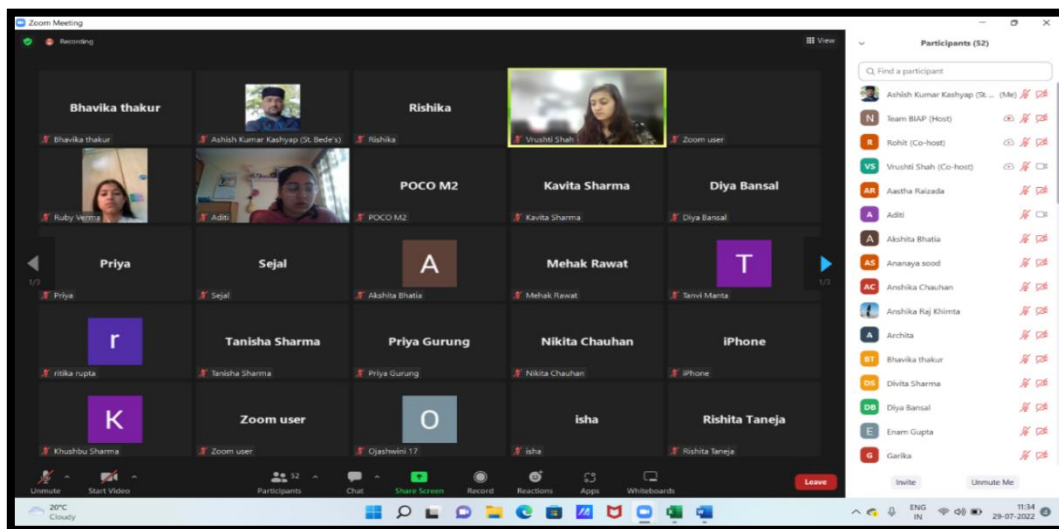 Zoom Meeting
Recording
View
Bhavika thakur
Bhavika thakur
Ashish Kumar Kashyap (St. Bede's)
Rishika
Rishika
Vrushti Shah
Zoom user
Ruby Verma
Aditi
POCO M2
POCO M2
Kavita Sharma
Kavita Sharma
Diya Bansal
Diya Bansal
1/3
Priya
Priya
Sejal
Sejal
A
Akshita Bhatia
Mehak Rawat
Mehak Rawat
T
Tanvi Manta
1/3
r
ritika rupta
Tanisha Sharma
Tanisha Sharma
Priya Gurung
Priya Gurung
Nikita Chauhan
Nikita Chauhan
iPhone
iPhone
K
Khushbu Sharma
Zoom user
Zoom user
O
Ojashwini 17
isha
isha
Rishita Taneja
Rishita Taneja
Unmute
Start Video
52
Participants
Chat
Share Screen
Record
Reactions
Apps
Whiteboards
Leave
Participants (52)
Find a participant
Ashish Kumar Kashyap (St. ... (Me)
N Team BIAP (Host)
R Rohit (Co-host)
VS Vrushti Shah (Co-host)
AR Aastha Raizada
A Aditi
A Akshita Bhatia
AS Ananaya sood
AC Anshika Chauhan
Anshika Raj Khimta
A Archita
BT Bhavika thakur
DS Divita Sharma
DB Diya Bansal
E Enam Gupta
G Garika
Invite
Unmute Me
20°C
Cloudy
ENG
IN
11:34
29-07-2022